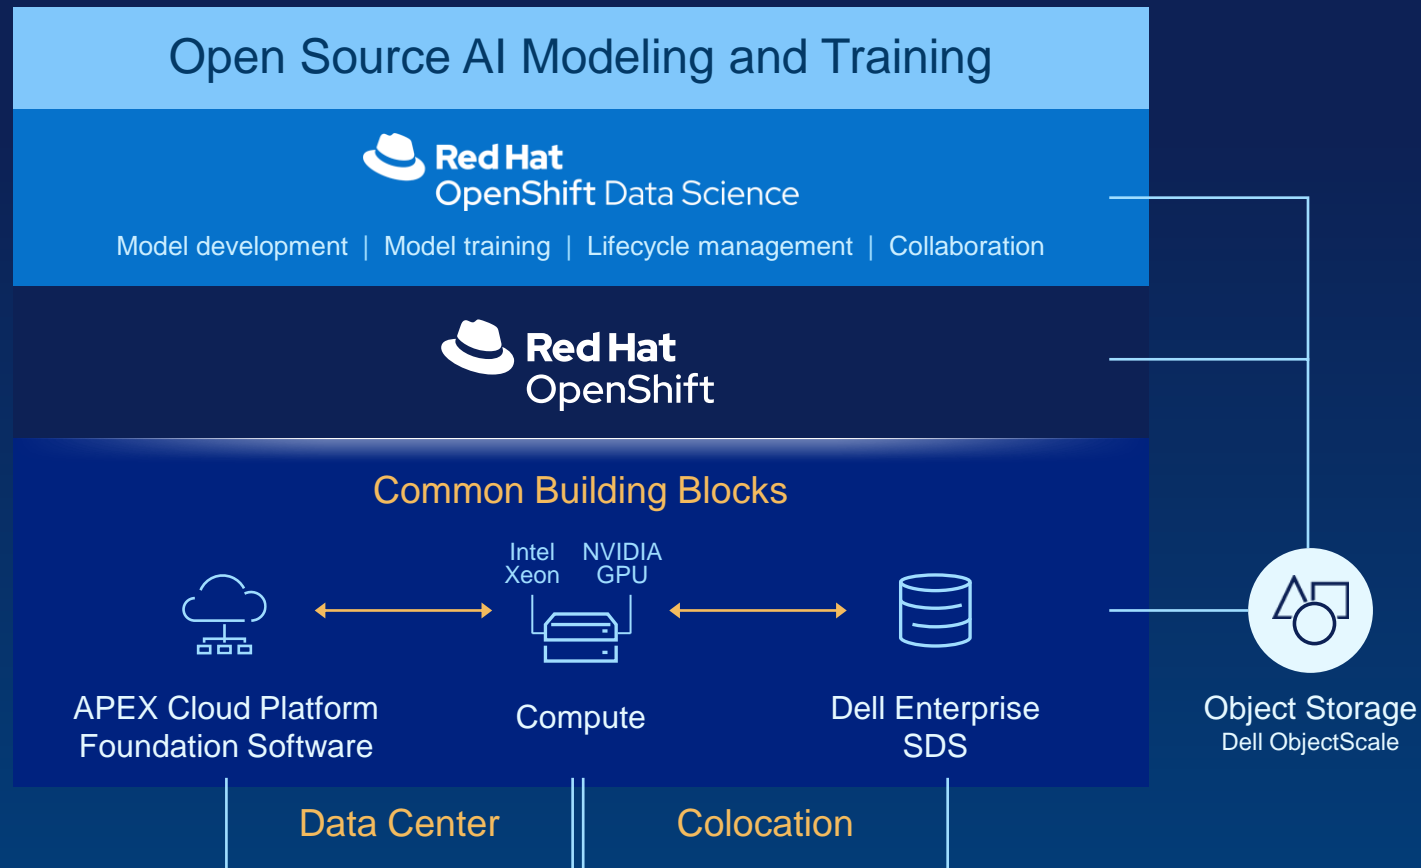 Open Source AI Modeling and Training
Red Hat
OpenShift Data Science
Model development | Model training | Lifecycle management | Collaboration
Red Hat
OpenShift
Common Building Blocks
Intel
Xeon
NVIDIA
GPU
APEX Cloud Platform
Foundation Software
Compute
Dell Enterprise
SDS
Object Storage
Dell ObjectScale
Data Center
Colocation